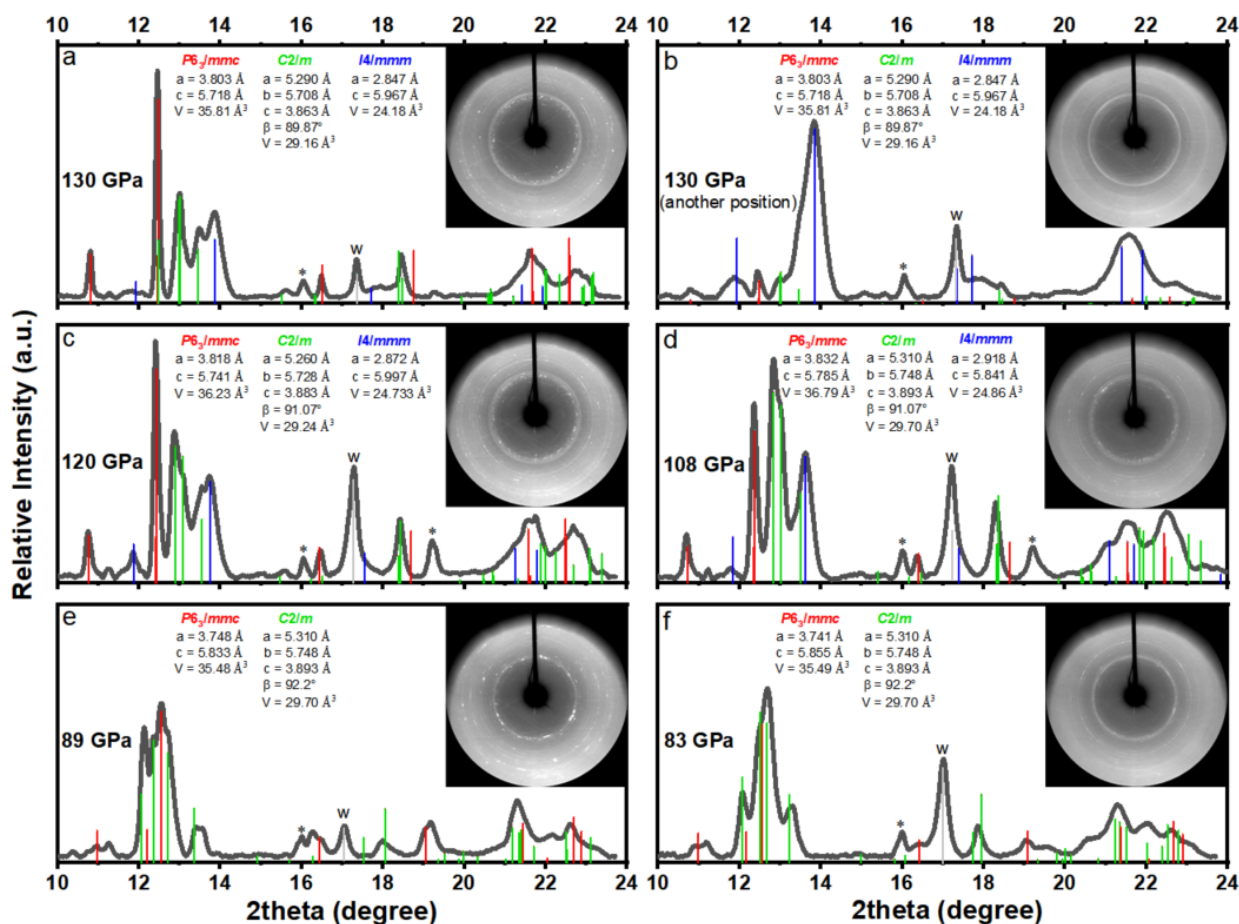 10 12 14 16 18 20 22 24 10 12 14 16 18 20 22 24
a
P6₃/mmc C2/m I4/mmm
a = 3.803 Å a = 5.290 Å a = 2.847 Å
c = 5.718 Å b = 5.708 Å c = 5.967 Å
V = 35.81 Å³ c = 3.863 Å V = 24.18 Å³
β = 89.87°
V = 29.16 Å³
130 GPa
* w
b
P6₃/mmc C2/m I4/mmm
a = 3.803 Å a = 5.290 Å a = 2.847 Å
c = 5.718 Å b = 5.708 Å c = 5.967 Å
V = 35.81 Å³ c = 3.863 Å V = 24.18 Å³
β = 89.87°
V = 29.16 Å³
130 GPa
(another position)
* w
c
P6₃/mmc C2/m I4/mmm
a = 3.818 Å a = 5.260 Å a = 2.872 Å
c = 5.741 Å b = 5.728 Å c = 5.997 Å
V = 36.23 Å³ c = 3.883 Å V = 24.733 Å³
β = 91.07°
V = 29.24 Å³
120 GPa
* w *
d
P6₃/mmc C2/m I4/mmm
a = 3.832 Å a = 5.310 Å a = 2.918 Å
c = 5.785 Å b = 5.748 Å c = 5.841 Å
V = 36.79 Å³ c = 3.893 Å V = 24.86 Å³
β = 91.07°
V = 29.70 Å³
108 GPa
* w *
e
P6₃/mmc C2/m
a = 3.748 Å a = 5.310 Å
c = 5.833 Å b = 5.748 Å
V = 35.48 Å³ c = 3.893 Å
β = 92.2°
V = 29.70 Å³
89 GPa
* w
f
P6₃/mmc C2/m
a = 3.741 Å a = 5.310 Å
c = 5.855 Å b = 5.748 Å
V = 35.49 Å³ c = 3.893 Å
β = 92.2°
V = 29.70 Å³
83 GPa
* w
Relative Intensity (a.u.)
10 12 14 16 18 20 22 24 10 12 14 16 18 20 22 24
2theta (degree) 2theta (degree)